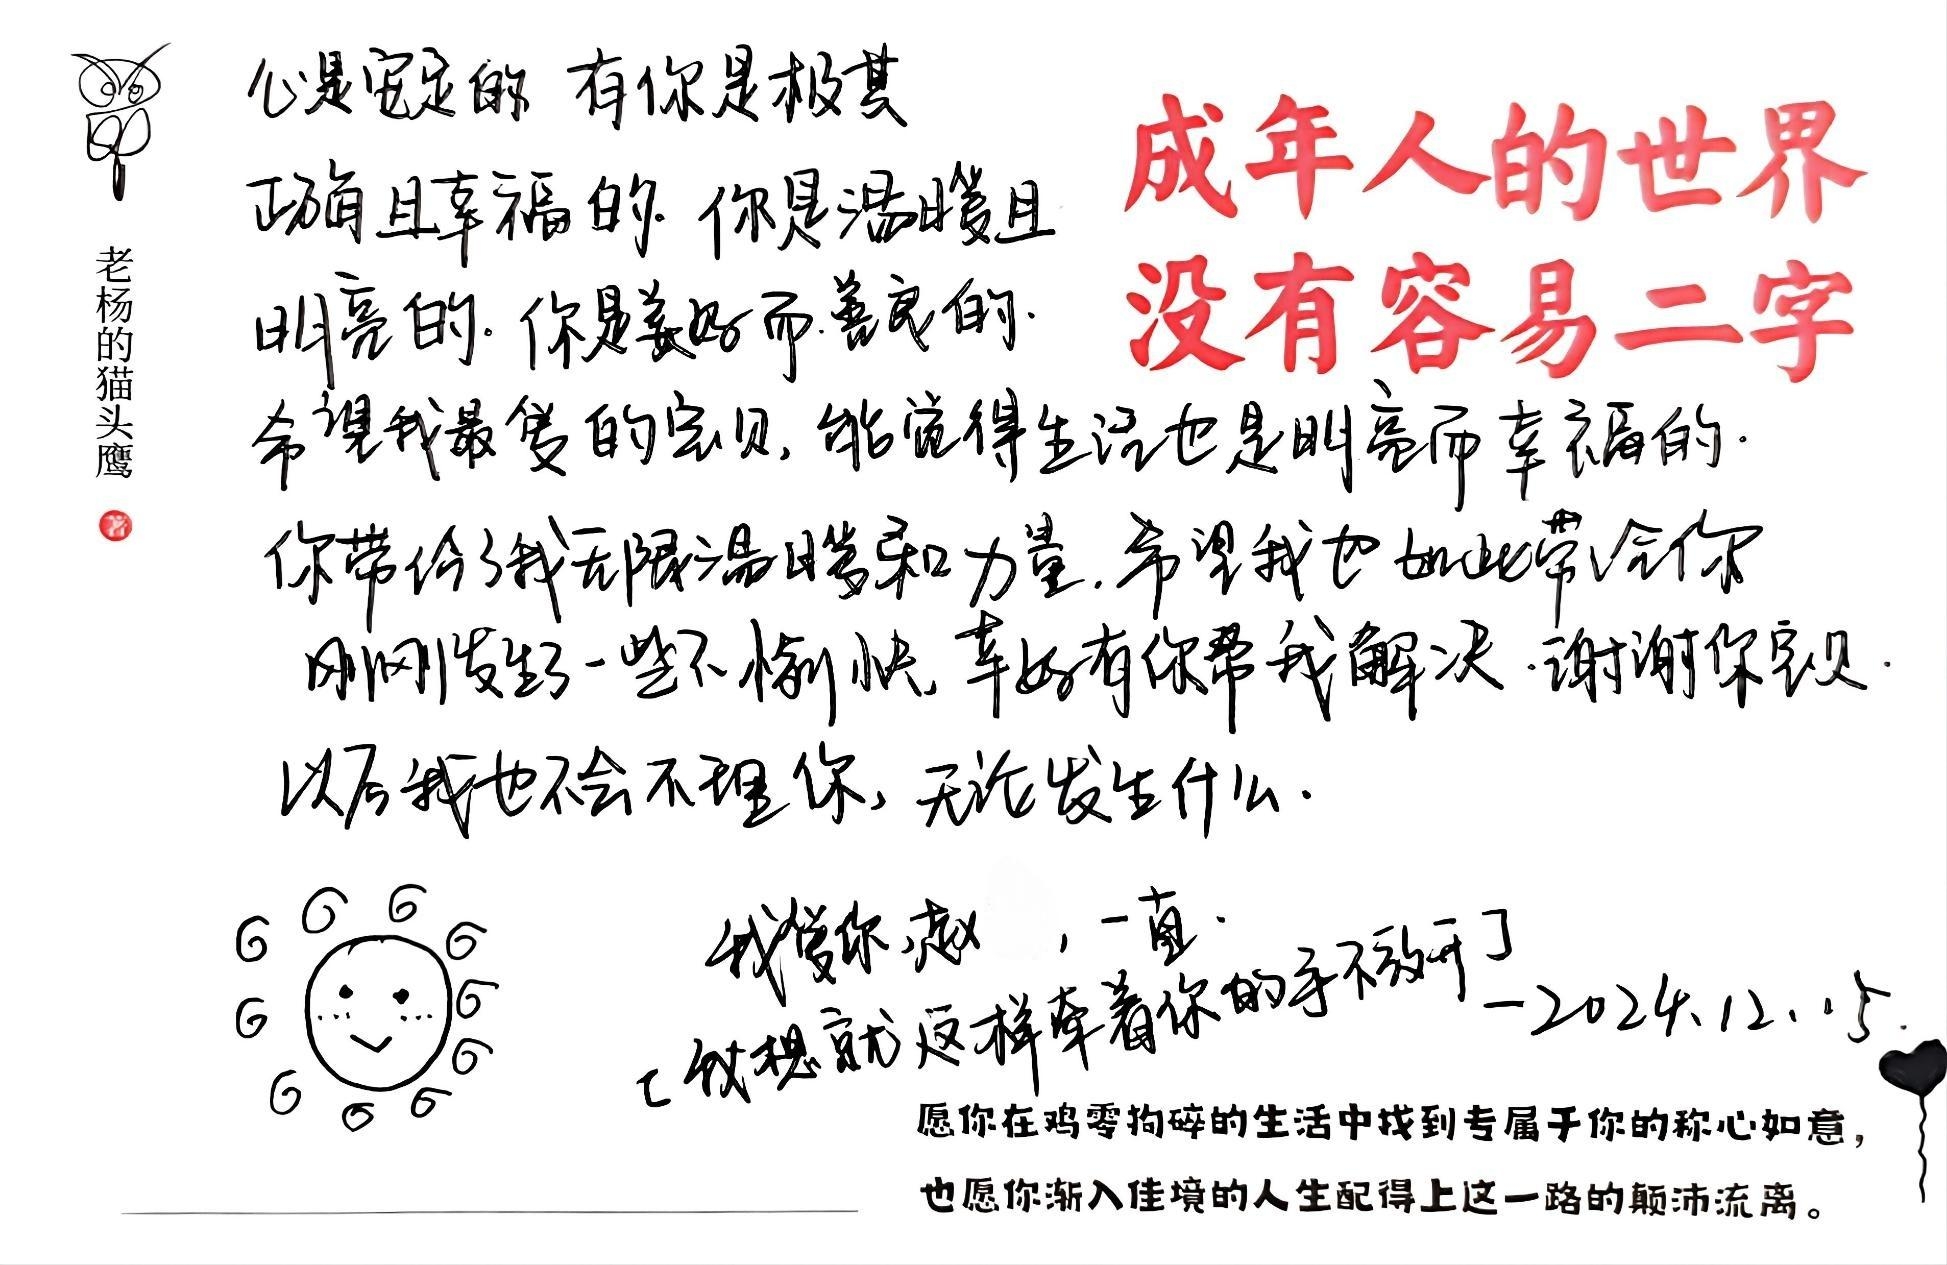 老杨的猫头鹰
成年人的世界
没有容易二字
心是安定的 有你是极其
正确且幸福的.你是温暖且
明亮的.你是美好而善良的.
希望我最爱的宝贝,能觉得生活也是明亮而幸福的.
你带给了我无限温暖和力量.希望我也如此带给你
刚刚发生了一些不愉快,幸好有你帮我解决.谢谢你宝贝.
以后我也不会不理你,无论发生什么.
我爱你,赵 ,一直.
[我想就这样牵着你的手不放开]
—2024.12.15.
愿你在鸡零狗碎的生活中找到专属于你的称心如意，
也愿你渐入佳境的人生配得上这一路的颠沛流离。